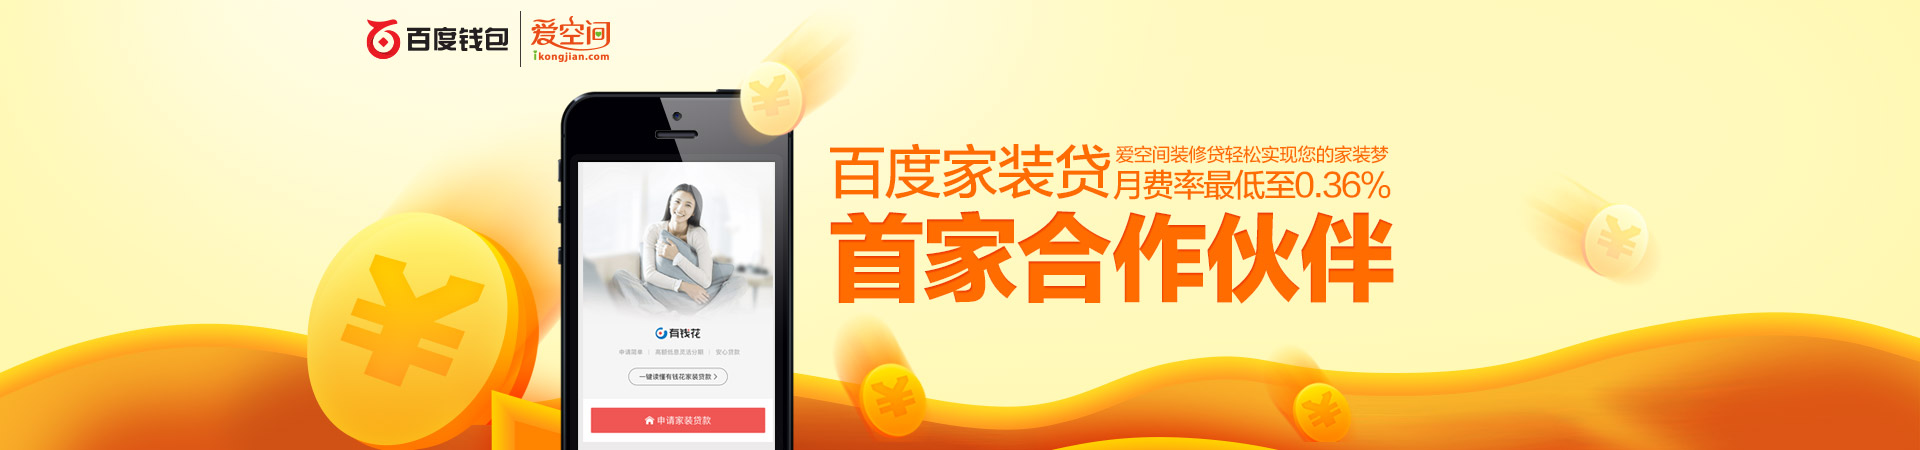 百度钱包 爱空间
ikongjian.com
百度家装贷
爱空间装修贷轻松实现您的家装梦
月费率最低至0.36%
首家合作伙伴
有钱花
申请简单 | 高额低息灵活分期 | 安心贷款
一键读懂有钱花家装贷款 >
申请家装贷款